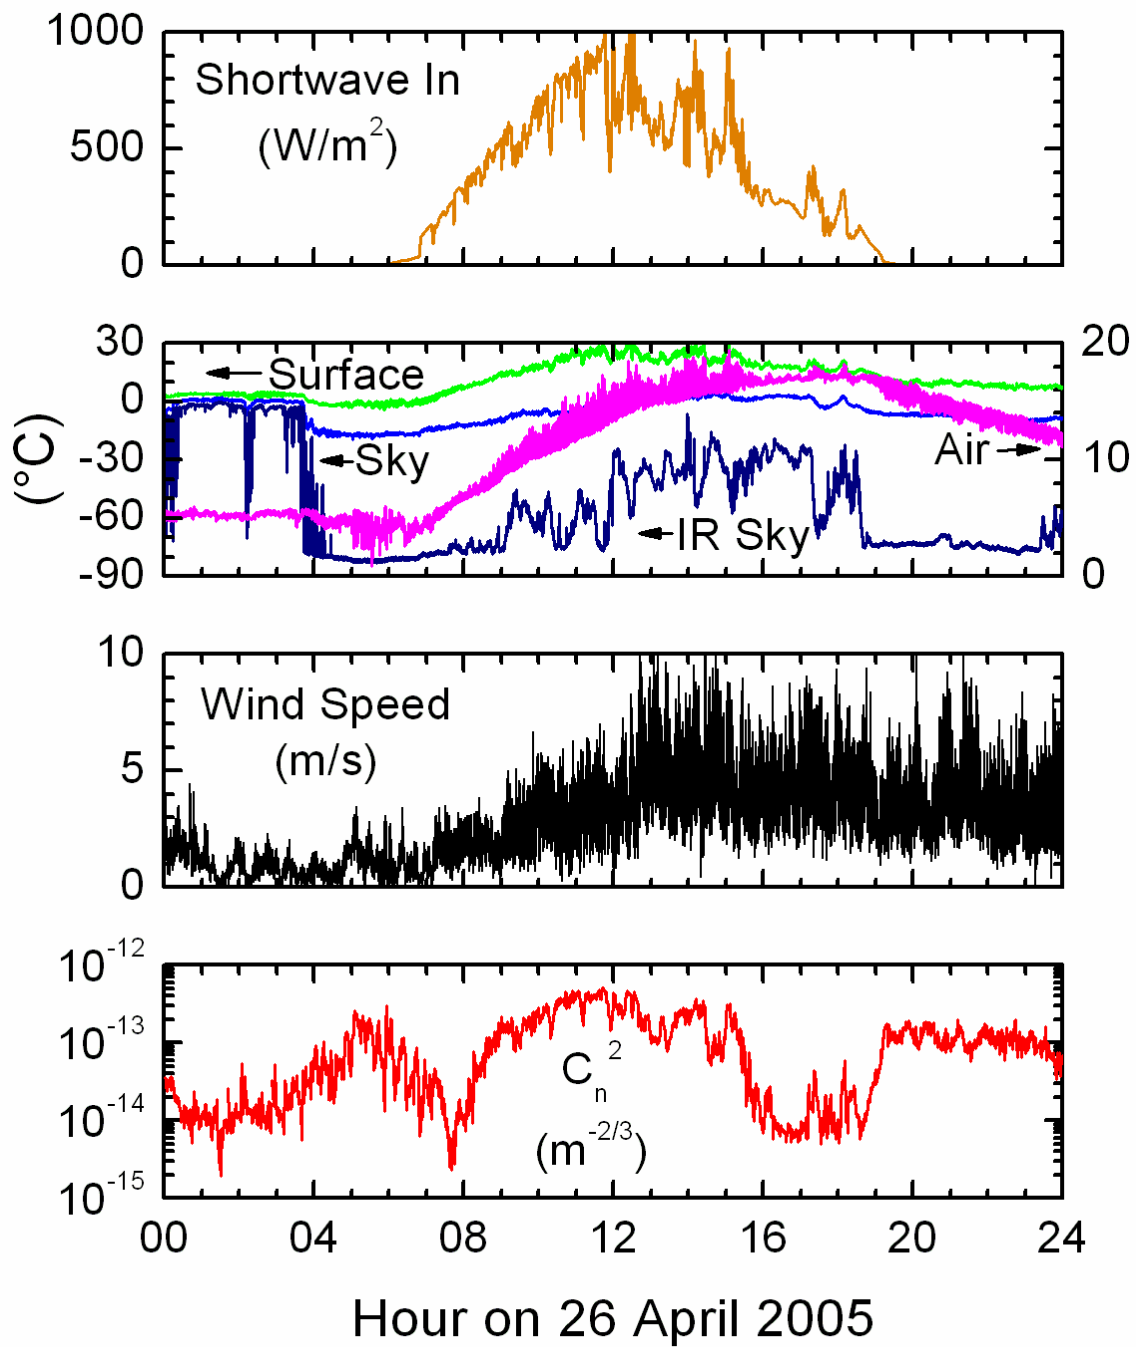 1000
Shortwave In
(W/m²)
500
0
30
20
Surface
0
(°C)
Sky
Air
-30
10
-60
IR Sky
-90
0
10
Wind Speed
(m/s)
5
0
10⁻¹²
10⁻¹³
Cₙ²
10⁻¹⁴
(m⁻²/³)
10⁻¹⁵
00 04 08 12 16 20 24
Hour on 26 April 2005